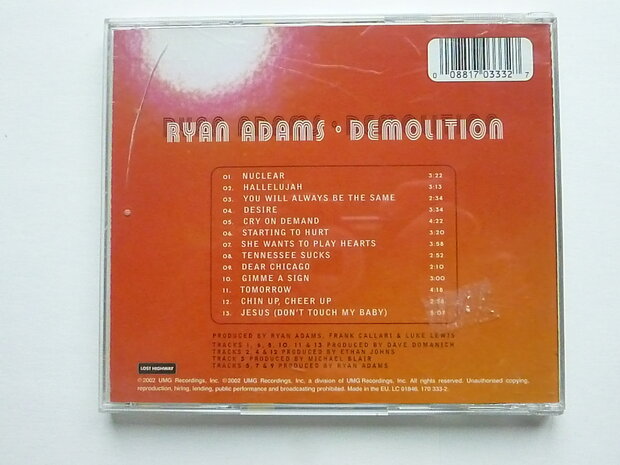 0 08817 03332 7
RYAN ADAMS • DEMOLITION
01. NUCLEAR 3:22
02. HALLELUJAH 3:13
03. YOU WILL ALWAYS BE THE SAME 2:34
04. DESIRE 3:34
05. CRY ON DEMAND 4:22
06. STARTING TO HURT 3:20
07. SHE WANTS TO PLAY HEARTS 3:58
08. TENNESSEE SUCKS 2:52
09. DEAR CHICAGO 2:10
10. GIMME A SIGN 3:00
11. TOMORROW 4:18
12. CHIN UP, CHEER UP
13. JESUS (DON'T TOUCH MY BABY)
PRODUCED BY RYAN ADAMS, FRANK CALLARI & LUKE LEWIS
TRACKS 1, 6, 8, 10, 11 & 13 PRODUCED BY DAVE DOMANICH
TRACKS 2, 4 & 12 PRODUCED BY ETHAN JOHNS
TRACK 3 PRODUCED BY MICHAEL BLAIR
TRACKS 5, 7 & 9 PRODUCED BY RYAN ADAMS
LOST HIGHWAY
℗2002 UMG Recordings, Inc. ©2002 UMG Recordings, Inc. a division of UMG Recordings, Inc. All rights reserved. Unauthorised copying,
reproduction, hiring, lending, public performance and broadcasting prohibited. Made in the EU. LC 01846. 170 333-2.